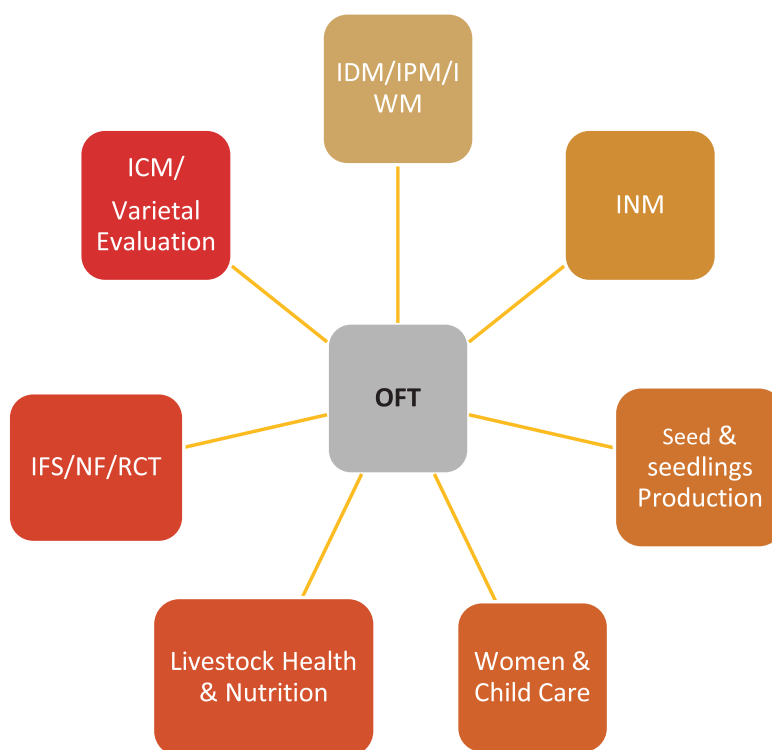 IDM/IPM/I
WM
INM
Seed &
seedlings
Production
Women &
Child Care
Livestock Health
& Nutrition
IFS/NF/RCT
ICM/
Varietal
Evaluation
OFT